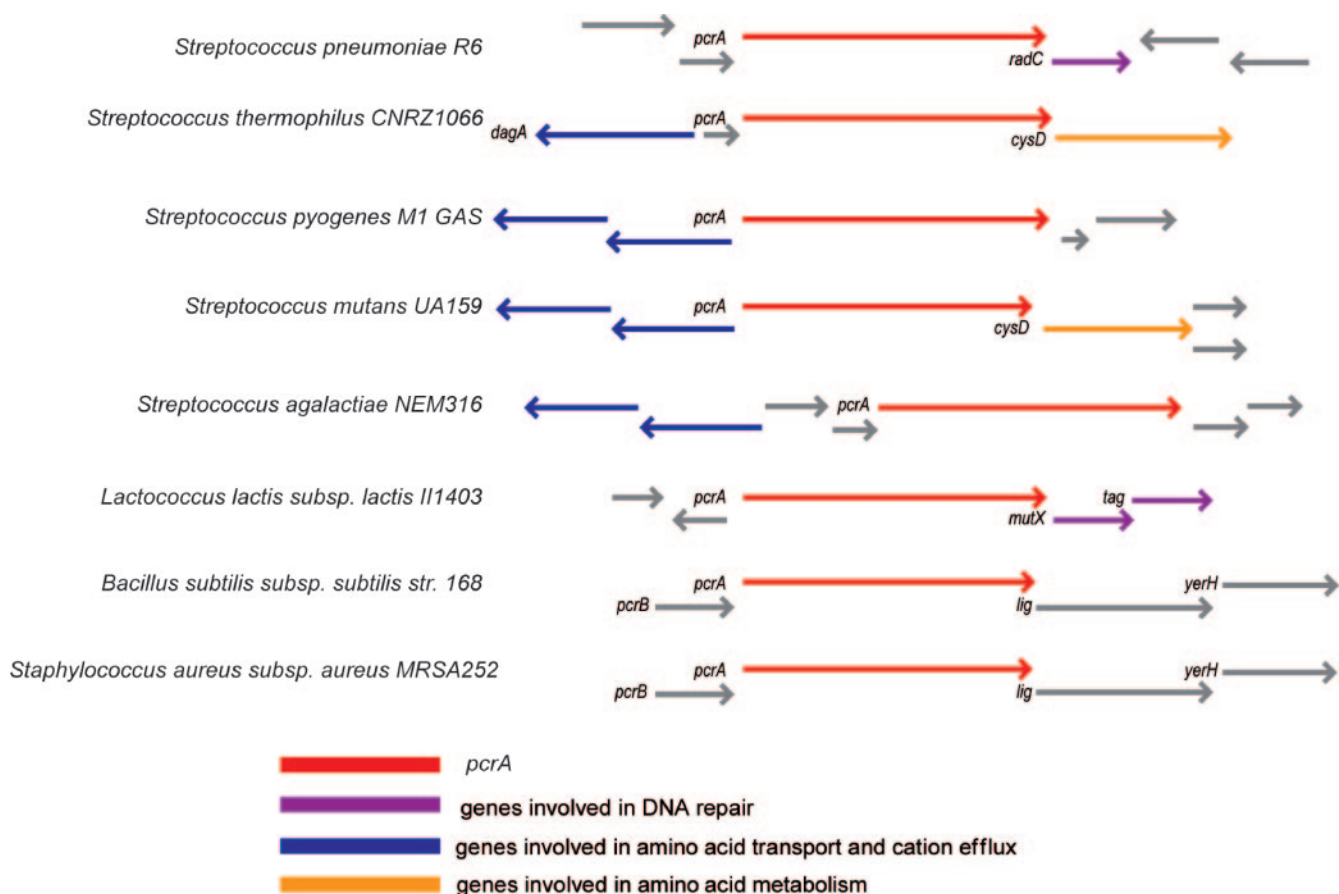 Streptococcus pneumoniae R6
pcrA
radC
Streptococcus thermophilus CNRZ1066
dagA
pcrA
cysD
Streptococcus pyogenes M1 GAS
pcrA
Streptococcus mutans UA159
pcrA
cysD
Streptococcus agalactiae NEM316
pcrA
Lactococcus lactis subsp. lactis Il1403
pcrA
tag
mutX
Bacillus subtilis subsp. subtilis str. 168
pcrA
yerH
pcrB
lig
Staphylococcus aureus subsp. aureus MRSA252
pcrA
yerH
pcrB
lig
pcrA
genes involved in DNA repair
genes involved in amino acid transport and cation efflux
genes involved in amino acid metabolism